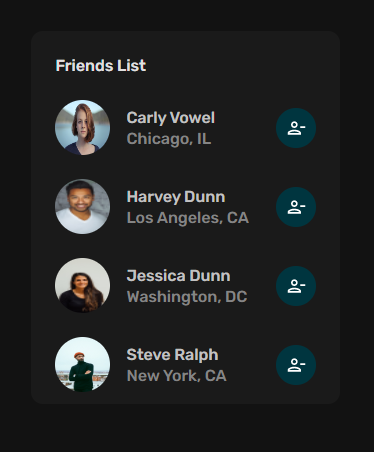 Friends List
Carly Vowel
Chicago, IL
Harvey Dunn
Los Angeles, CA
Jessica Dunn
Washington, DC
Steve Ralph
New York, CA